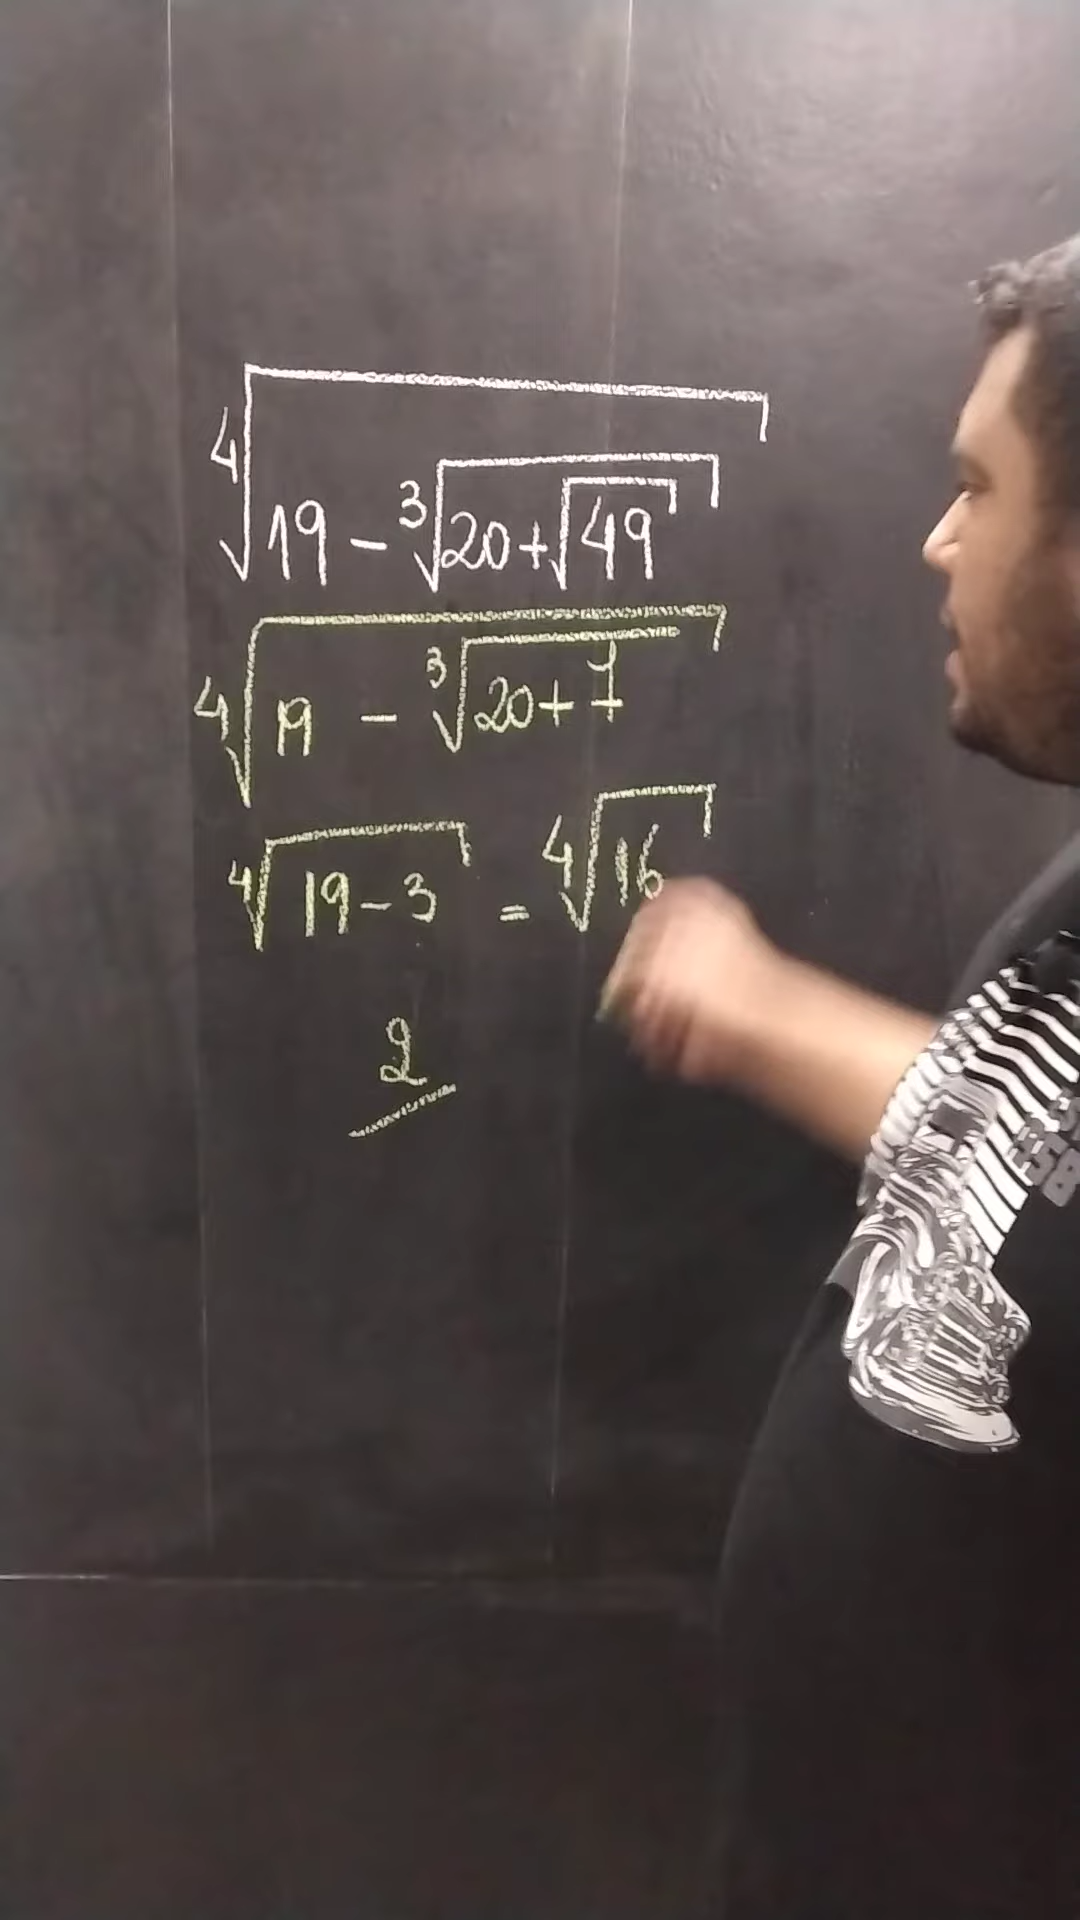 ⁴√(19 - ³√(20+√49))
⁴√(19 - ³√(20+7))
⁴√(19-3) = ⁴√16
2